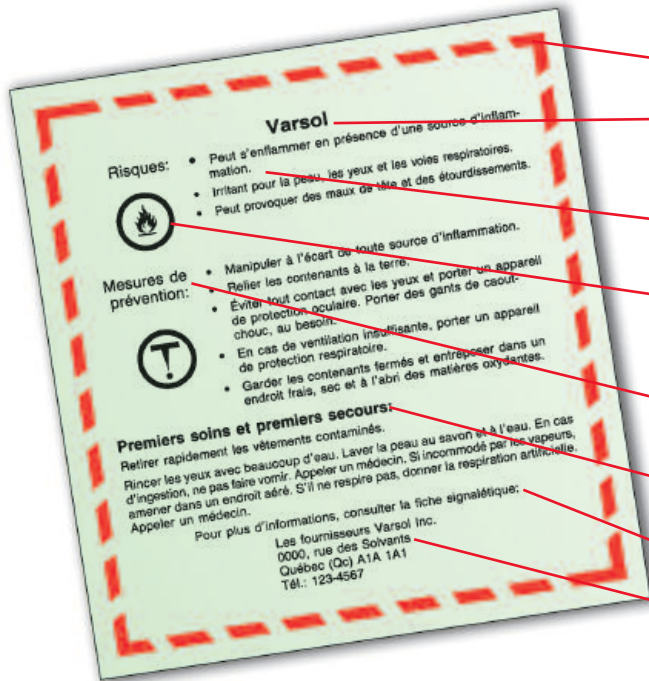 Varsol
Risques:
• Peut s'enflammer en présence d'une source d'inflam-
mation.
• Irritant pour la peau, les yeux et les voies respiratoires.
• Peut provoquer des maux de tête et des étourdissements.
Mesures de
prévention:
• Manipuler à l'écart de toute source d'inflammation.
• Relier les contenants à la terre.
• Éviter tout contact avec les yeux et porter un appareil
de protection oculaire. Porter des gants de caout-
chouc, au besoin.
• En cas de ventilation insuffisante, porter un appareil
de protection respiratoire.
• Garder les contenants fermés et entreposer dans un
endroit frais, sec et à l'abri des matières oxydantes.
Premiers soins et premiers secours:
Retirer rapidement les vêtements contaminés.
Rincer les yeux avec beaucoup d'eau. Laver la peau au savon et à l'eau. En cas
d'ingestion, ne pas faire vomir. Appeler un médecin. Si incommodé par les vapeurs,
amener dans un endroit aéré. S'il ne respire pas, donner la respiration artificielle.
Appeler un médecin.
Pour plus d'informations, consulter la fiche signalétique:
Les fournisseurs Varsol Inc.
0000, rue des Solvants
Québec (Qc) A1A 1A1
Tél.: 123-4567